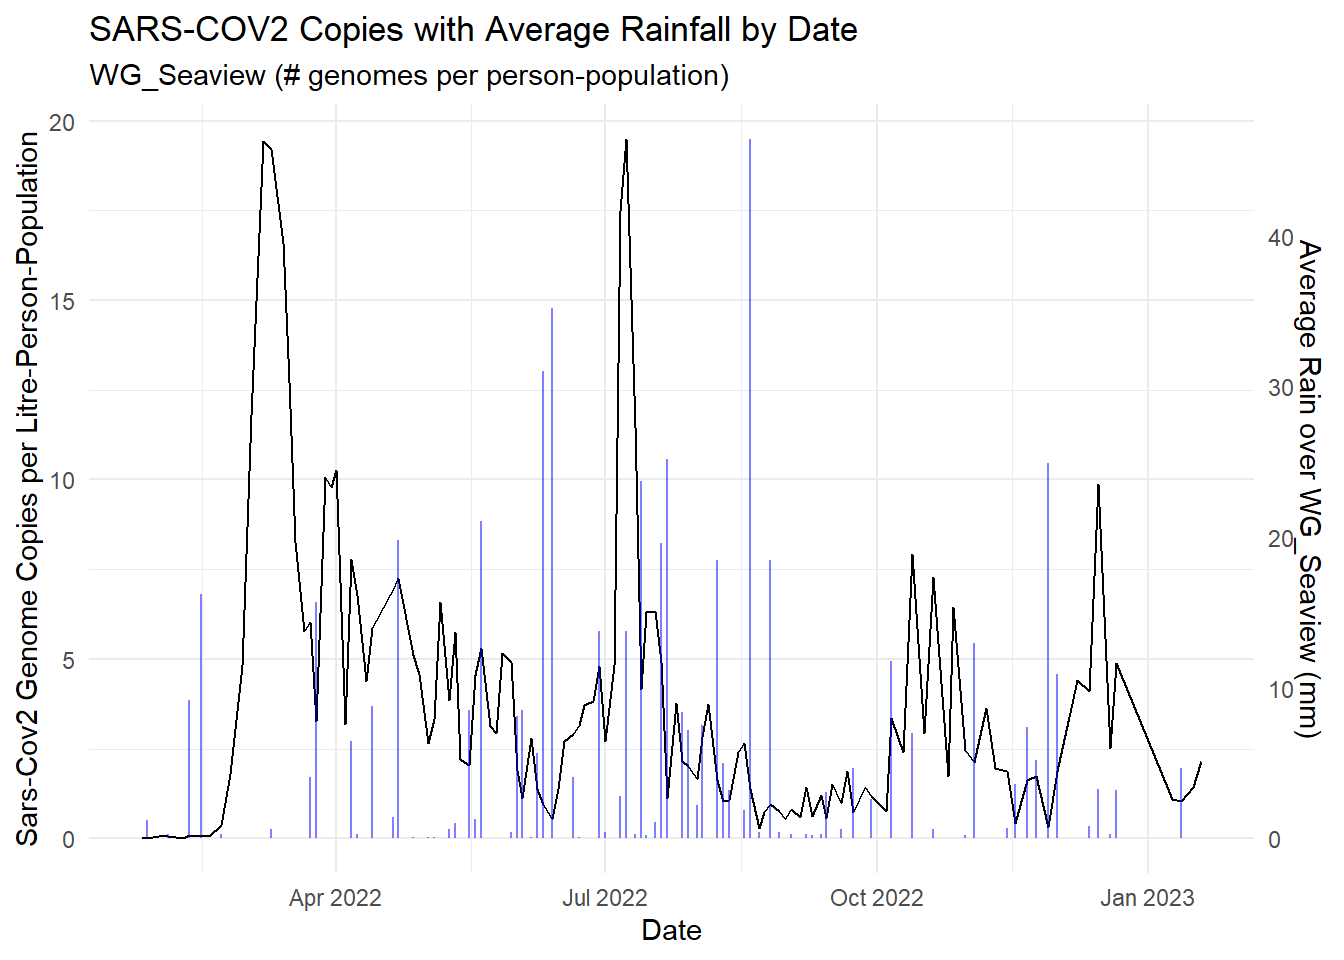 SARS-COV2 Copies with Average Rainfall by Date
WG_Seaview (# genomes per person-population)
Sars-Cov2 Genome Copies per Litre-Person-Population
20
15
10
5
0
40
30
20
10
0
Average Rain over WG_Seaview (mm)
Apr 2022
Jul 2022
Oct 2022
Jan 2023
Date